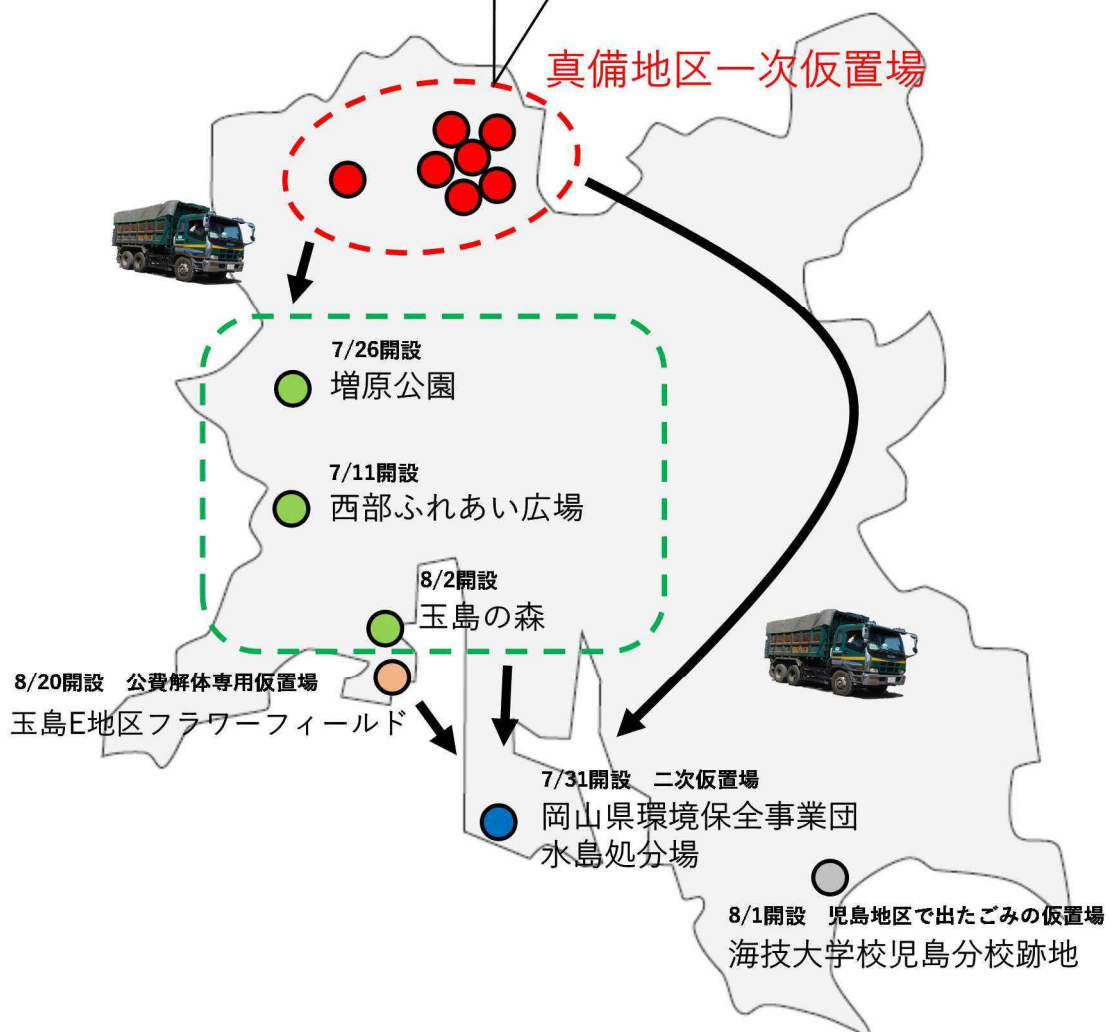 真備地区一次仮置場
7/26開設
増原公園
7/11開設
西部ふれあい広場
8/2開設
玉島の森
8/20開設　公費解体専用仮置場
玉島E地区フラワーフィールド
7/31開設　二次仮置場
岡山県環境保全事業団
水島処分場
8/1開設　児島地区で出たごみの仮置場
海技大学校児島分校跡地